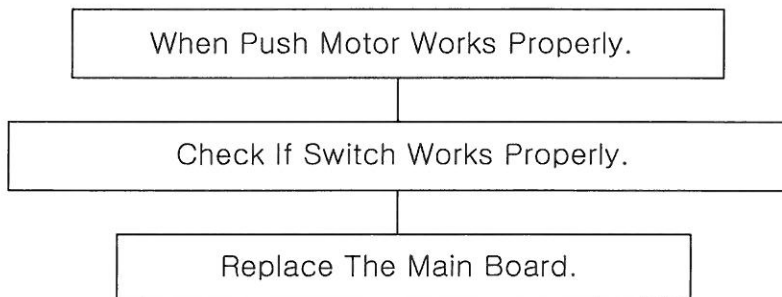 When Push Motor Works Properly.
Check If Switch Works Properly.
Replace The Main Board.